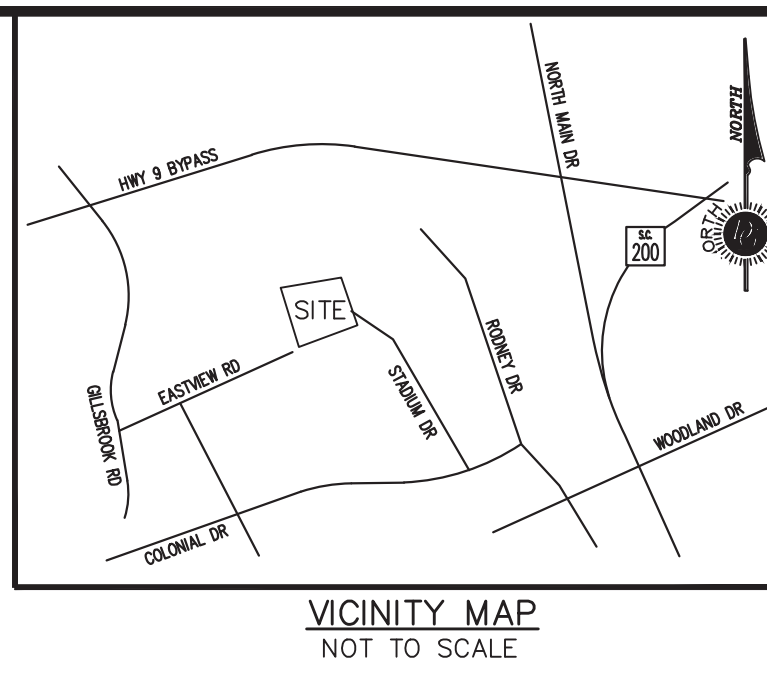 NORTH MAIN DR
NORTH
HWY 9 BYPASS
ORTH
S.C.
200
SITE
RODNEY DR
EASTVIEW RD
STADIUM DR
GILLSBROOK RD
WOODLAND DR
COLONIAL DR
VICINITY MAP
NOT TO SCALE